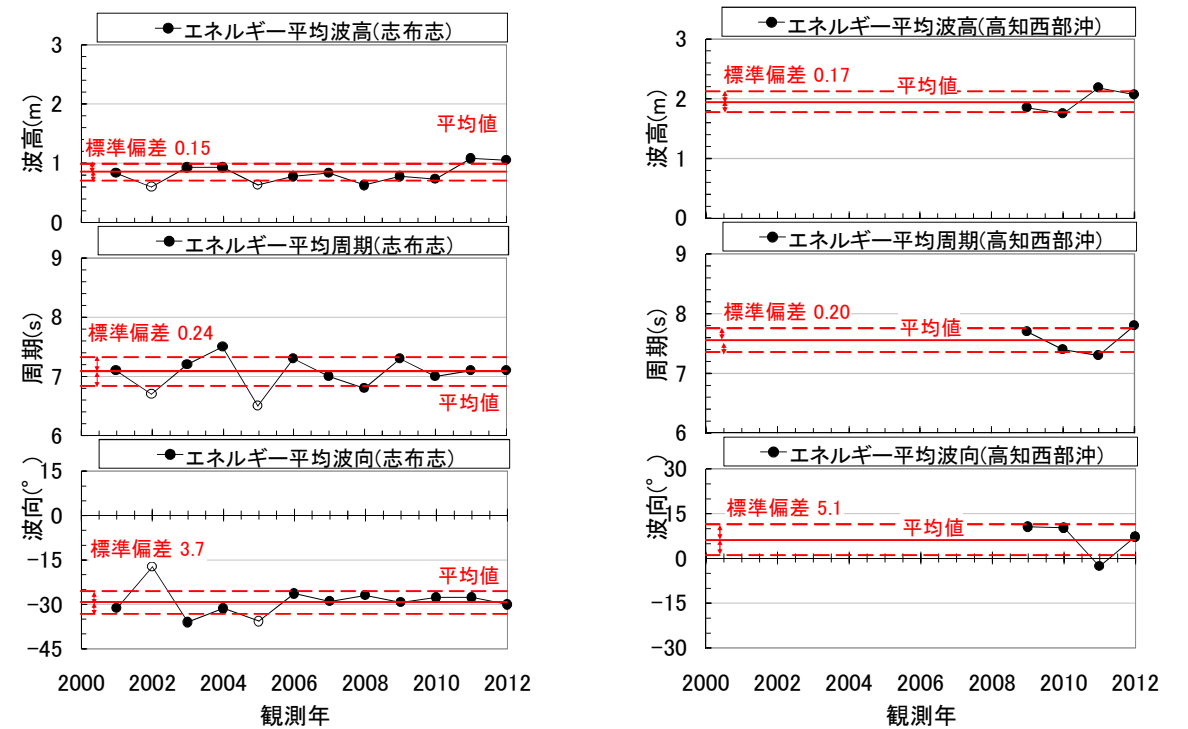 エネルギー平均波高(志布志)
3
2
1
0
波高(m)
標準偏差 0.15
平均値
エネルギー平均周期(志布志)
9
8
7
6
周期(s)
標準偏差 0.24
平均値
エネルギー平均波向(志布志)
15
0
-15
-30
-45
波向(°)
標準偏差 3.7
平均値
2000 2002 2004 2006 2008 2010 2012
観測年
エネルギー平均波高(高知西部沖)
3
2
1
0
波高(m)
標準偏差 0.17
平均値
エネルギー平均周期(高知西部沖)
9
8
7
6
周期(s)
標準偏差 0.20
平均値
エネルギー平均波向(高知西部沖)
30
15
0
-15
-30
波向(°)
標準偏差 5.1
平均値
2000 2002 2004 2006 2008 2010 2012
観測年